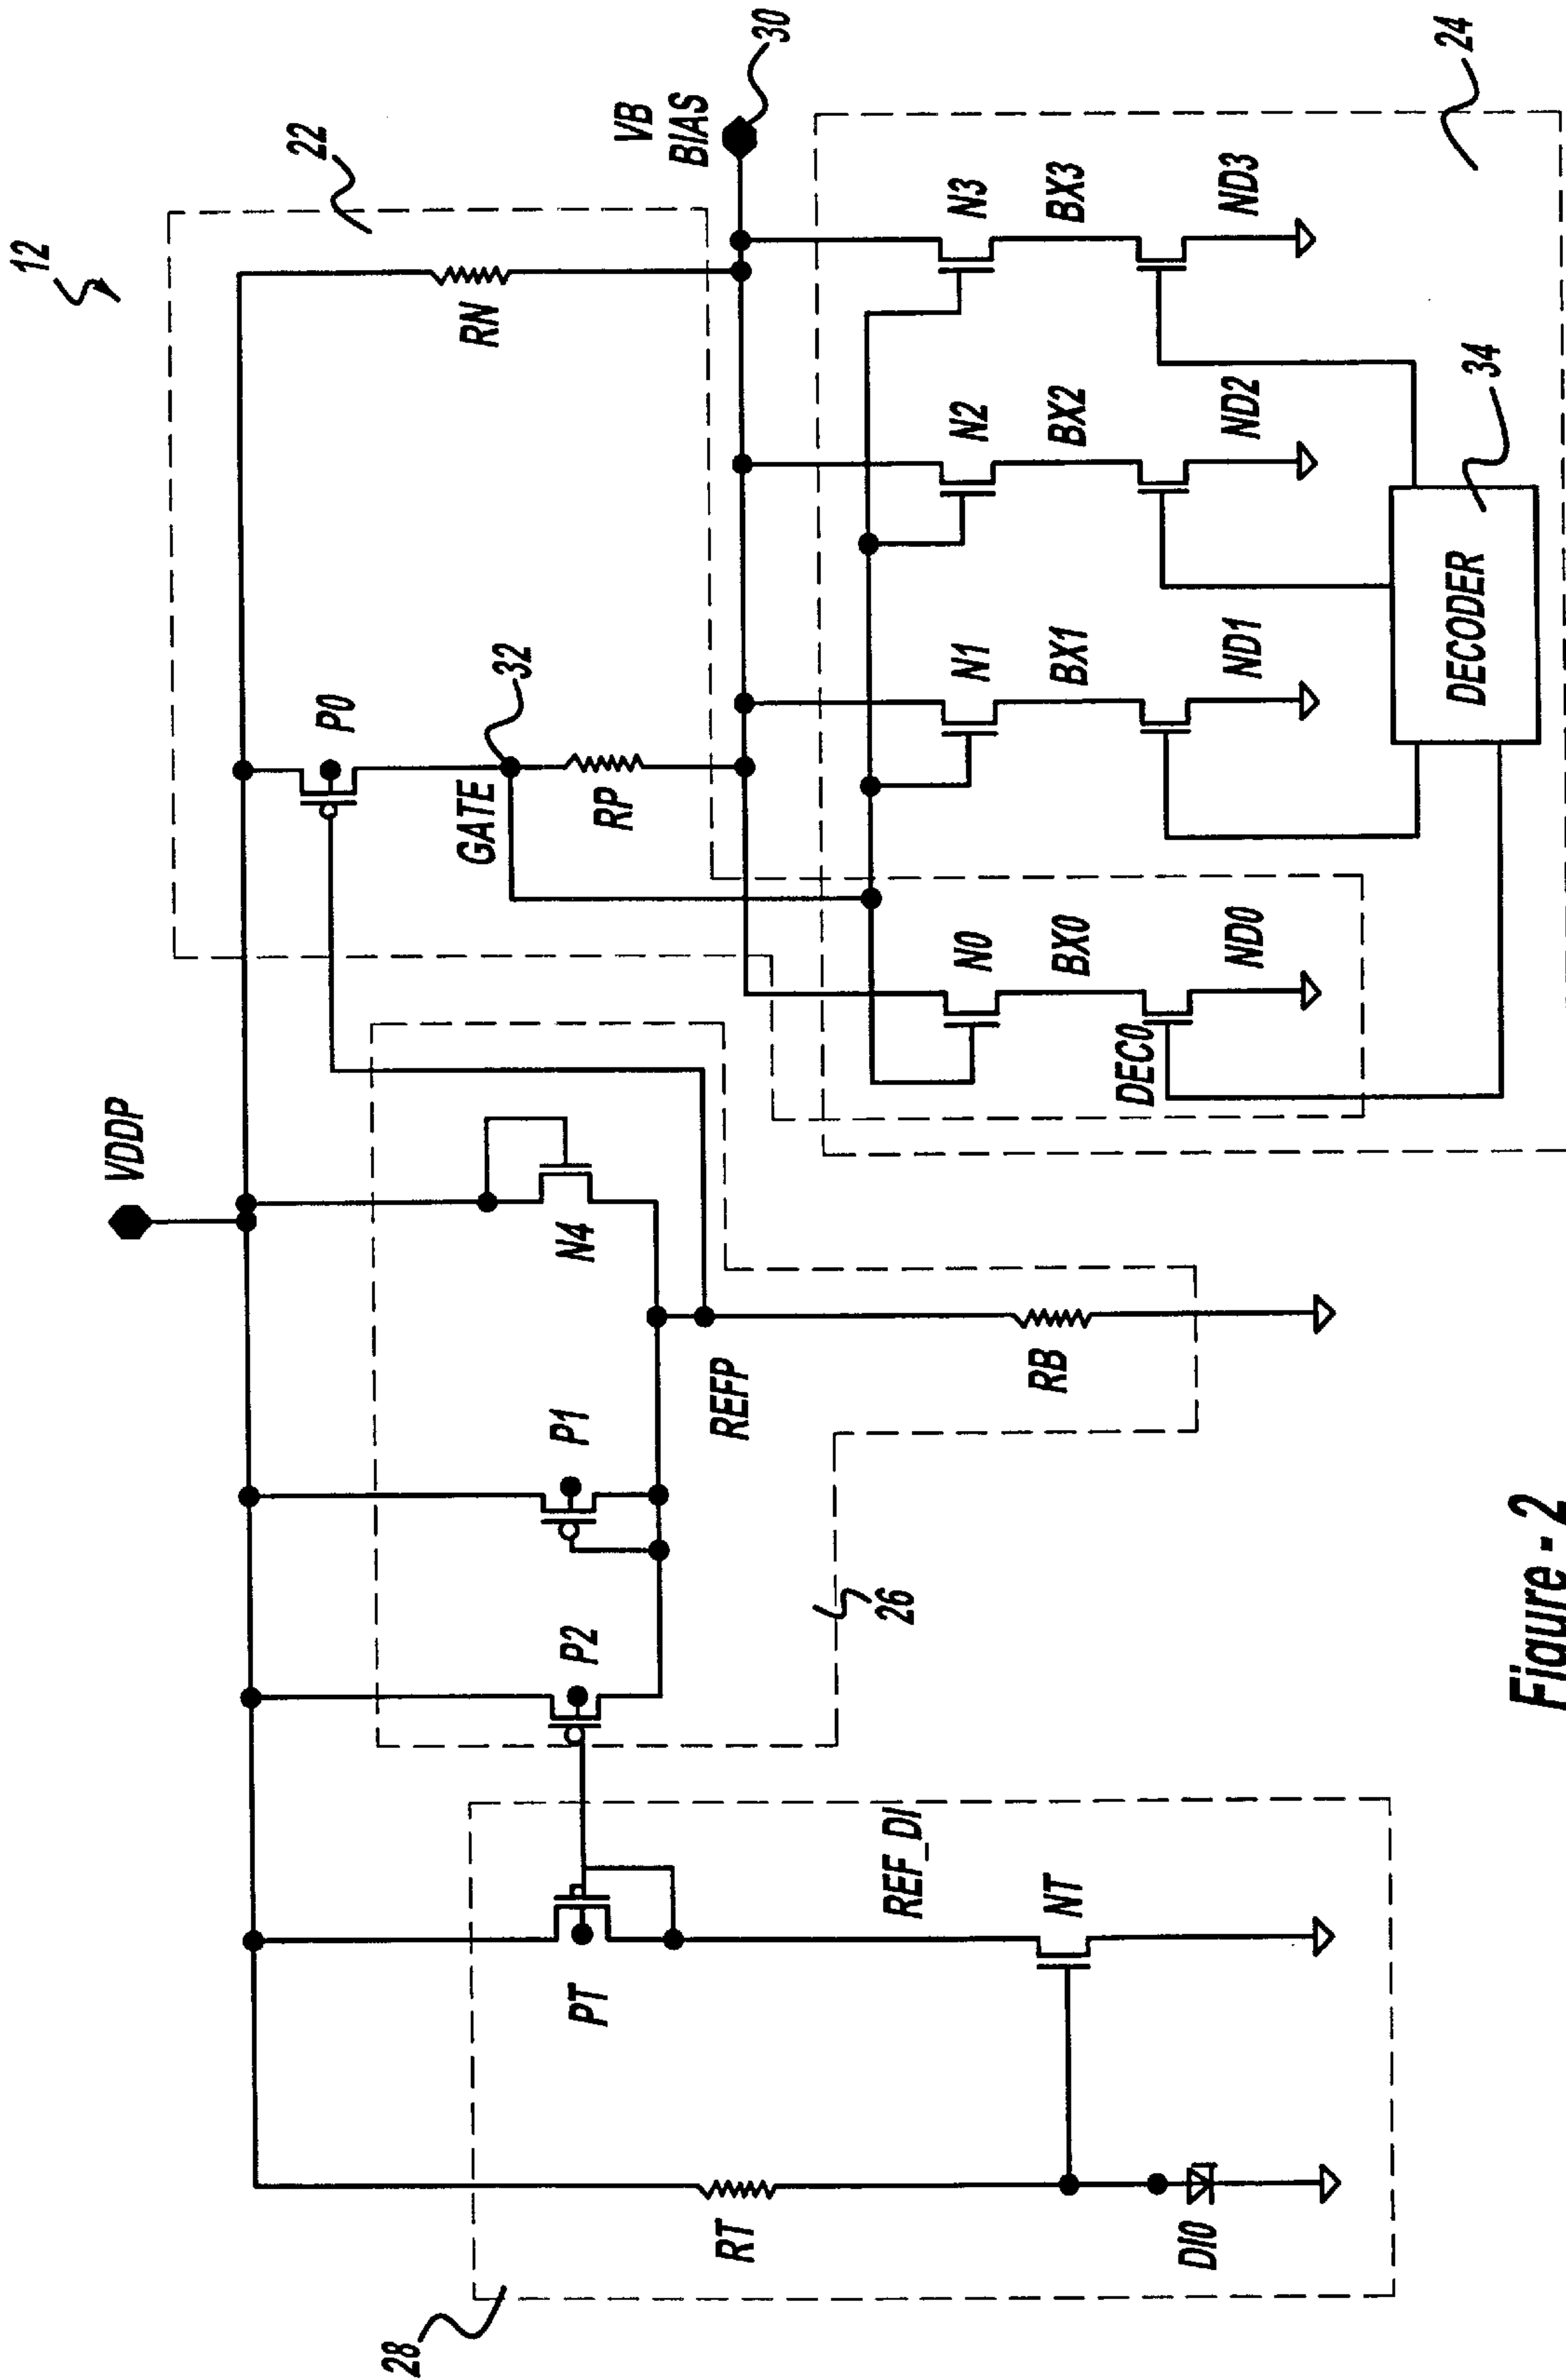 12
VDDP
22
RN
P0
32
GATE
RP
VB
BIAS
30
N4
P1
P2
26
REFP
RB
28
PT
RT
REF_DI
NT
DI0
N0
N1
N2
N3
BX0
BX1
BX2
BX3
DEC0
ND0
ND1
ND2
ND3
DECODER
34
24
Figure - 2